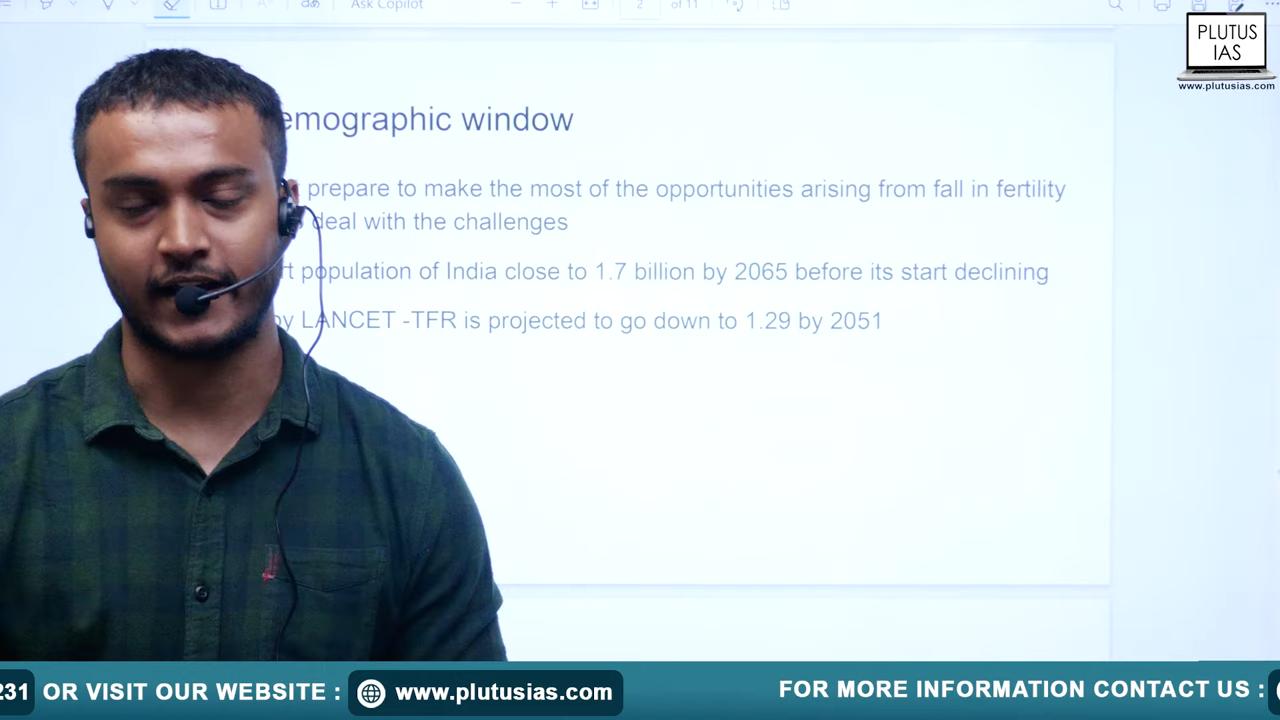 Ask Copilot
2 of 11
PLUTUS
IAS
www.plutusias.com
emographic window
prepare to make the most of the opportunities arising from fall in fertility
deal with the challenges
population of India close to 1.7 billion by 2065 before its start declining
by LANCET -TFR is projected to go down to 1.29 by 2051
231 OR VISIT OUR WEBSITE : www.plutusias.com FOR MORE INFORMATION CONTACT US :